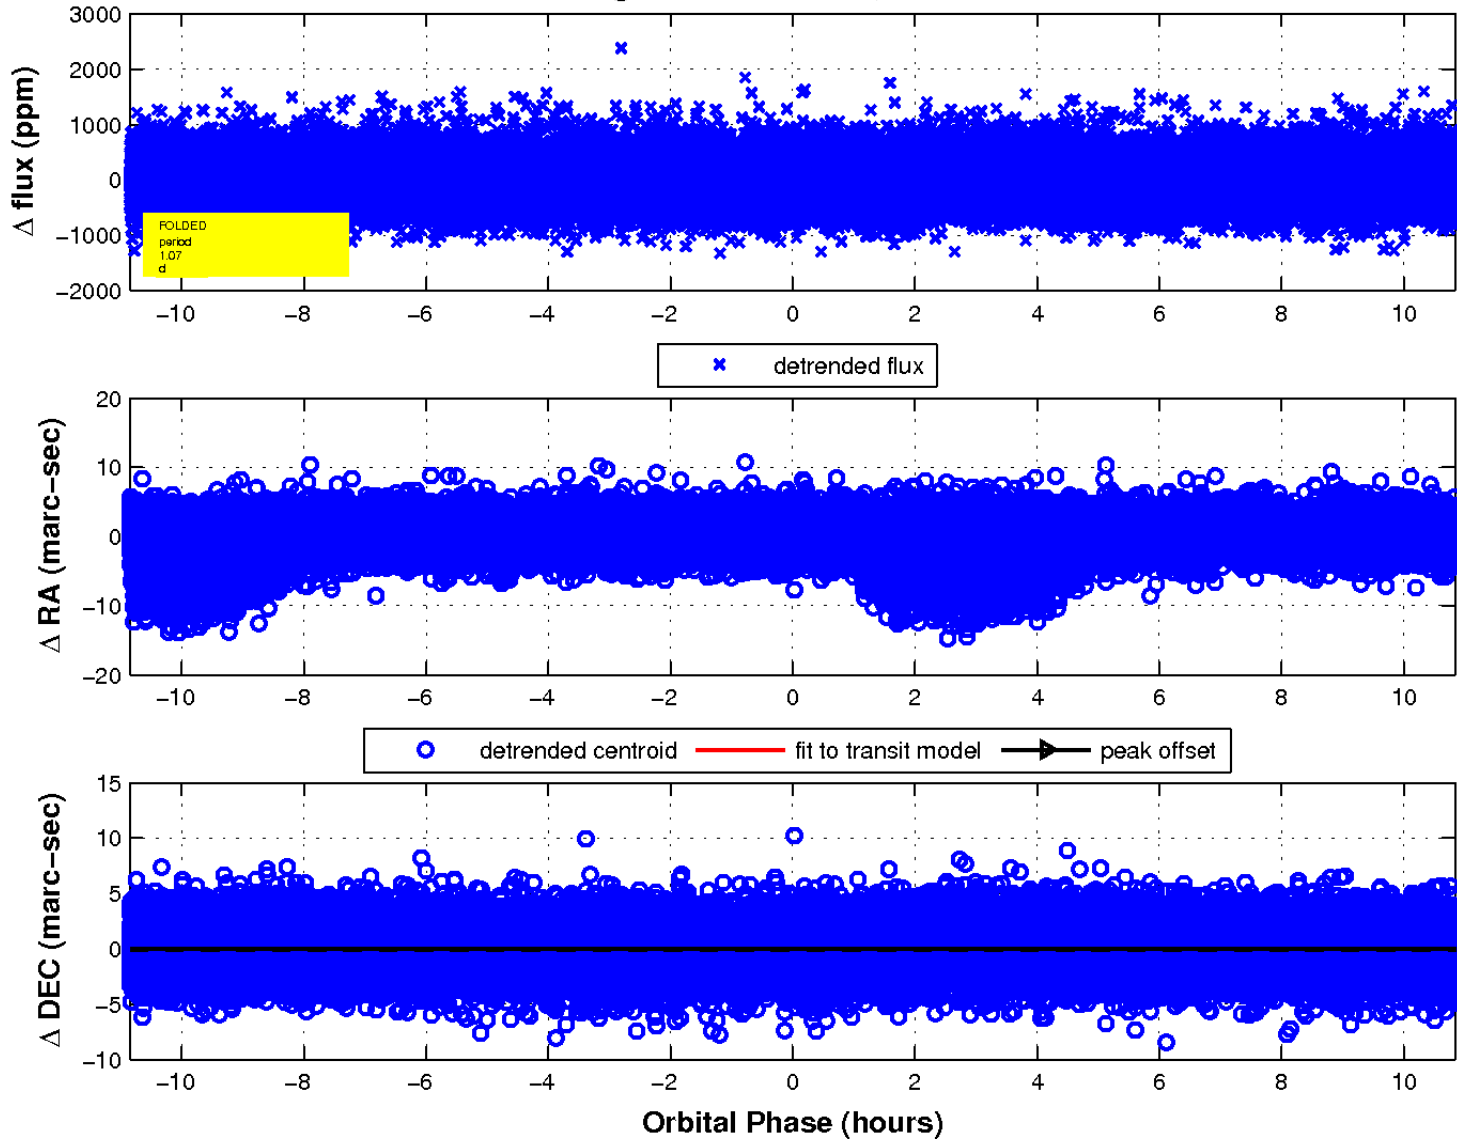 3000
2000
1000
0
−1000
−2000
Δ flux (ppm)
FOLDED
period
1.07
d
−10 −8 −6 −4 −2 0 2 4 6 8 10
detrended flux
20
10
0
−10
−20
Δ RA (marc−sec)
−10 −8 −6 −4 −2 0 2 4 6 8 10
detrended centroid fit to transit model peak offset
15
10
5
0
−5
−10
Δ DEC (marc−sec)
−10 −8 −6 −4 −2 0 2 4 6 8 10
Orbital Phase (hours)